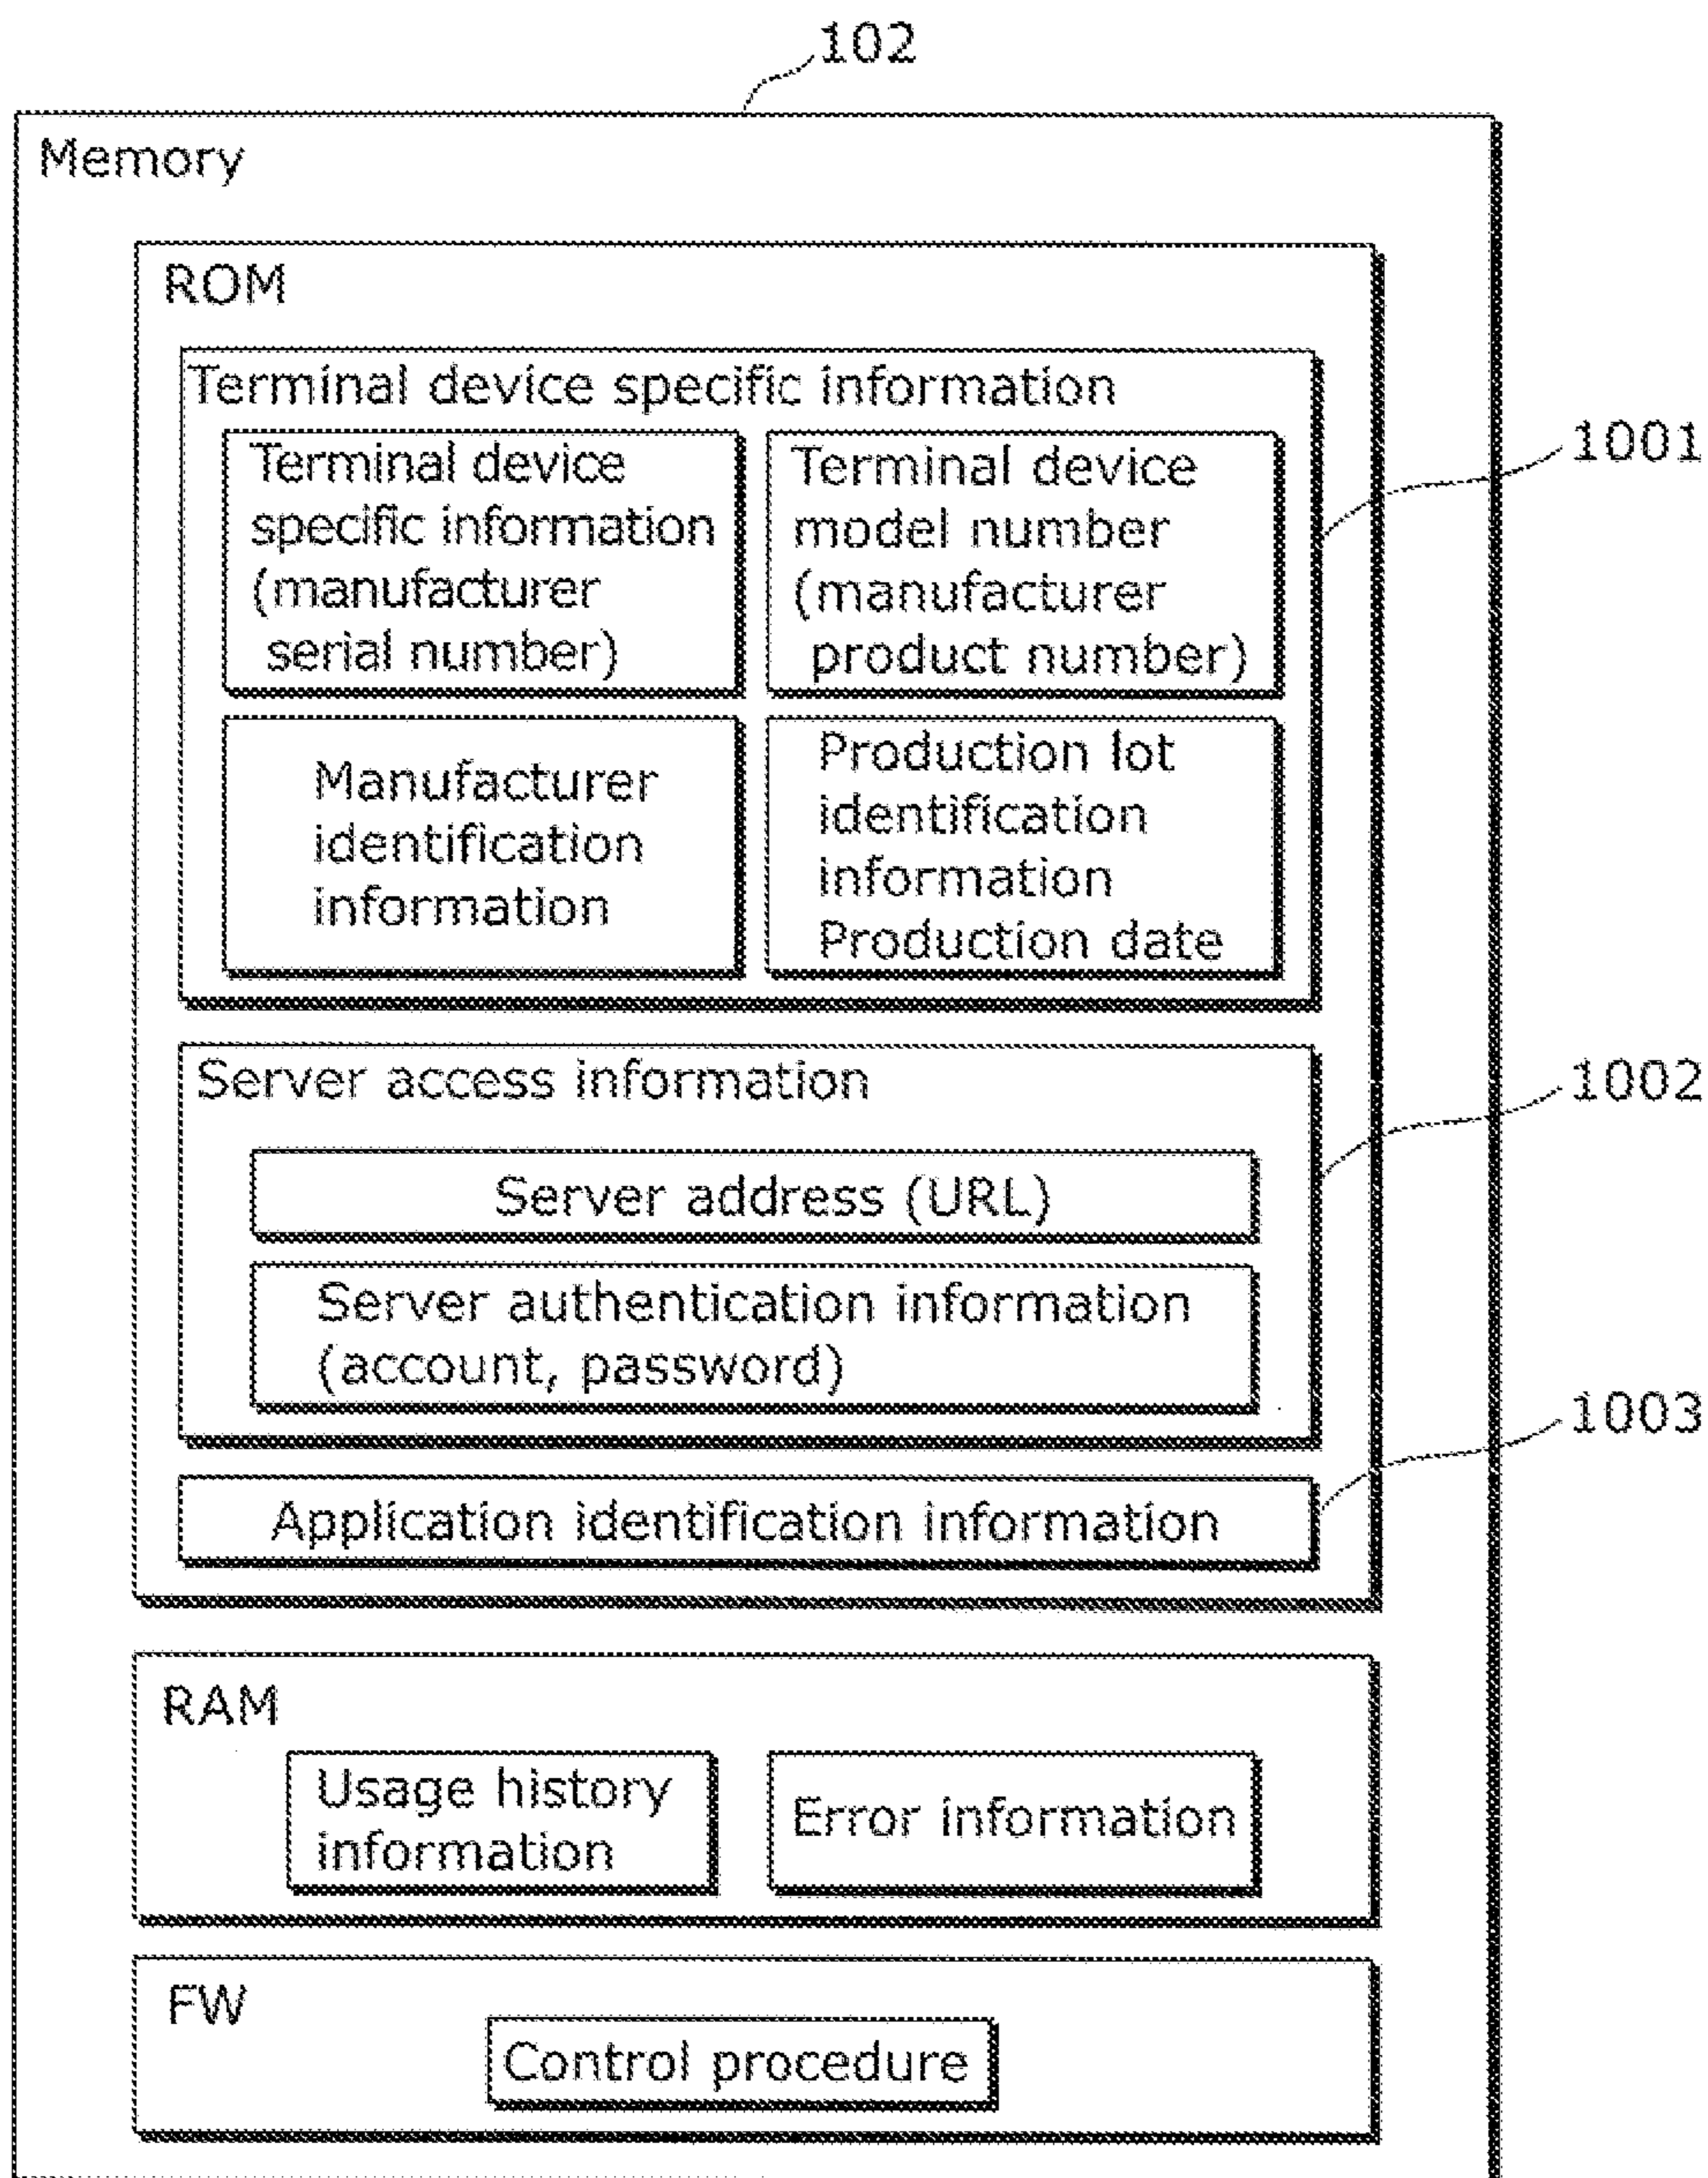 102
Memory
ROM
Terminal device specific information
1001
Terminal device
specific information
(manufacturer
serial number)
Terminal device
model number
(manufacturer
product number)
Manufacturer
identification
information
Production lot
identification
information
Production date
Server access information
1002
Server address (URL)
Server authentication information
(account, password)
1003
Application identification information
RAM
Usage history
information
Error information
FW
Control procedure